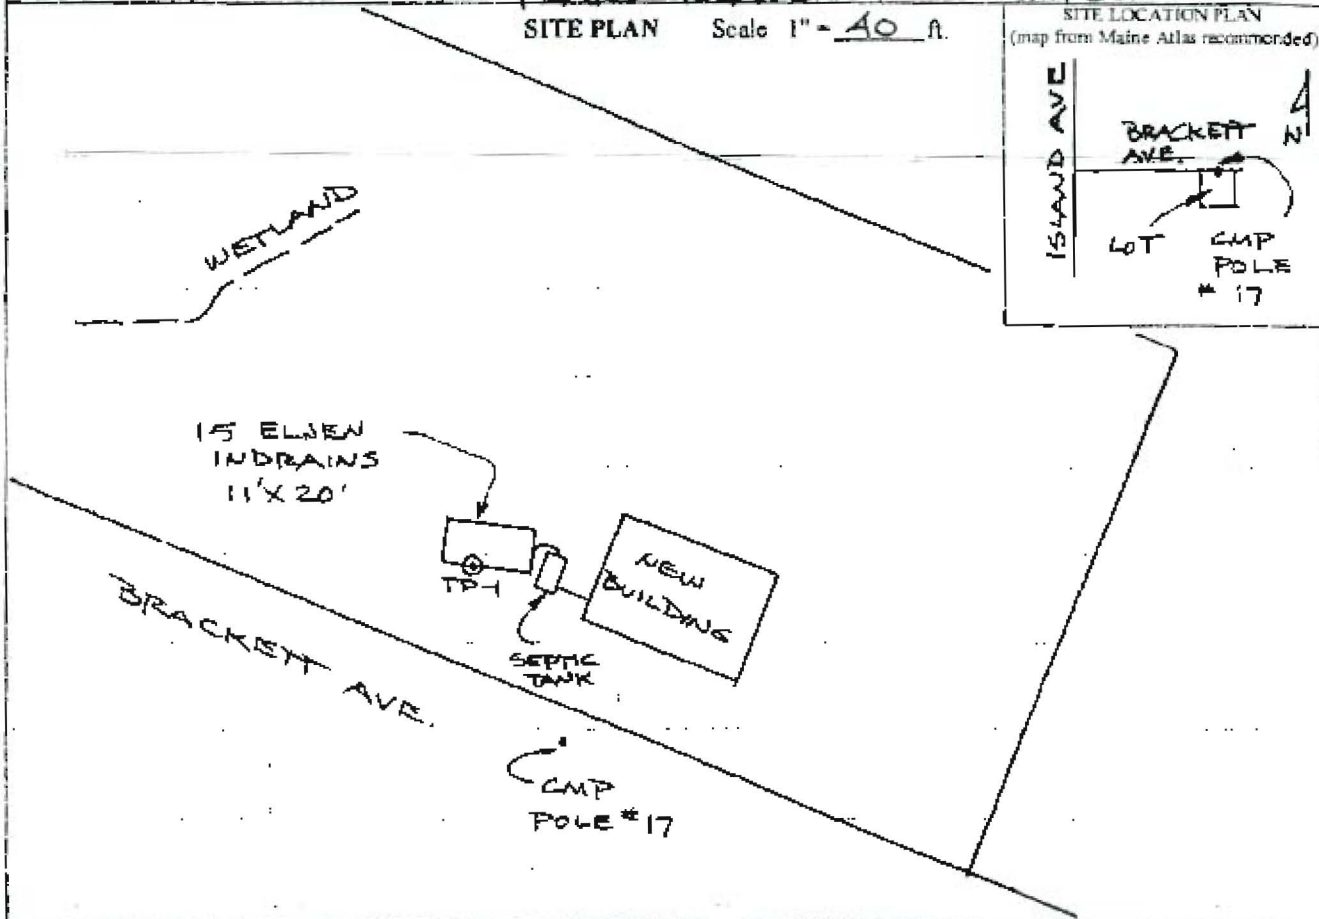 SITE PLAN Scale 1" = 40 ft.
SITE LOCATION PLAN
(map from Maine Atlas recommended)
ISLAND AVE
BRACKETT
AVE.
N
LOT
CMP
POLE
# 17
WETLAND
15 ELJEN
INDRAINS
11' X 20'
TP-1
NEW
BUILDING
SEPTIC
TANK
BRACKETT AVE.
CMP
POLE # 17